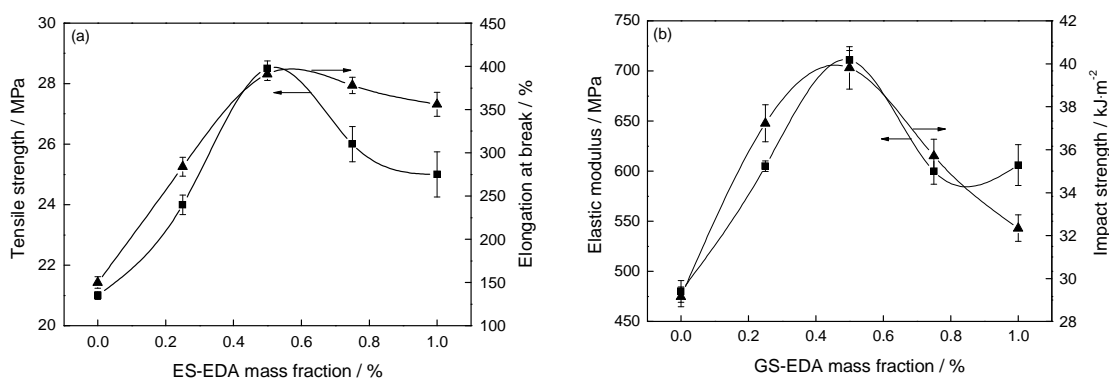 (a)
Tensile strength / MPa
30
28
26
24
22
20
0.0 0.2 0.4 0.6 0.8 1.0
ES-EDA mass fraction / %
450
400
350
300
250
200
150
100
Elongation at break / %
(b)
Elastic modulus / MPa
750
700
650
600
550
500
450
0.0 0.2 0.4 0.6 0.8 1.0
GS-EDA mass fraction / %
42
40
38
36
34
32
30
28
Impact strength / kJ·m⁻²